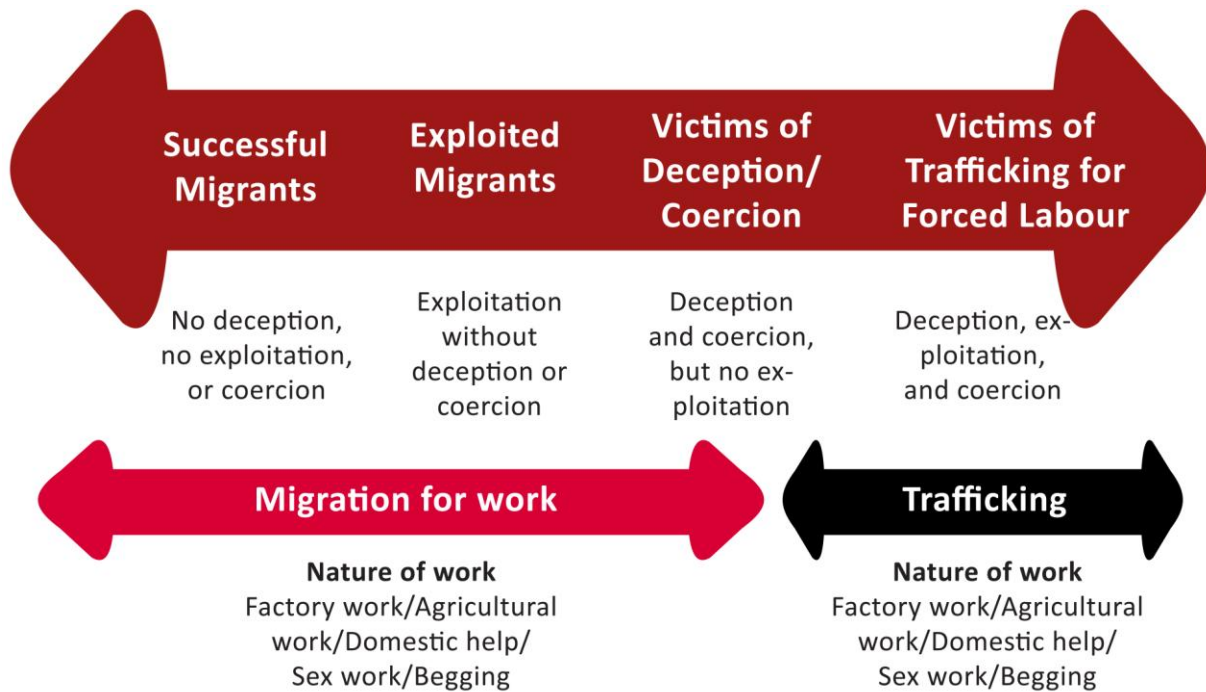 Successful
Migrants
Exploited
Migrants
Victims of
Deception/
Coercion
Victims of
Trafficking for
Forced Labour
No deception,
no exploitation,
or coercion
Exploitation
without
deception or
coercion
Deception
and coercion,
but no ex-
ploitation
Deception, ex-
ploitation,
and coercion
Migration for work
Trafficking
Nature of work
Factory work/Agricultural
work/Domestic help/
Sex work/Begging
Nature of work
Factory work/Agricultural
work/Domestic help/
Sex work/Begging